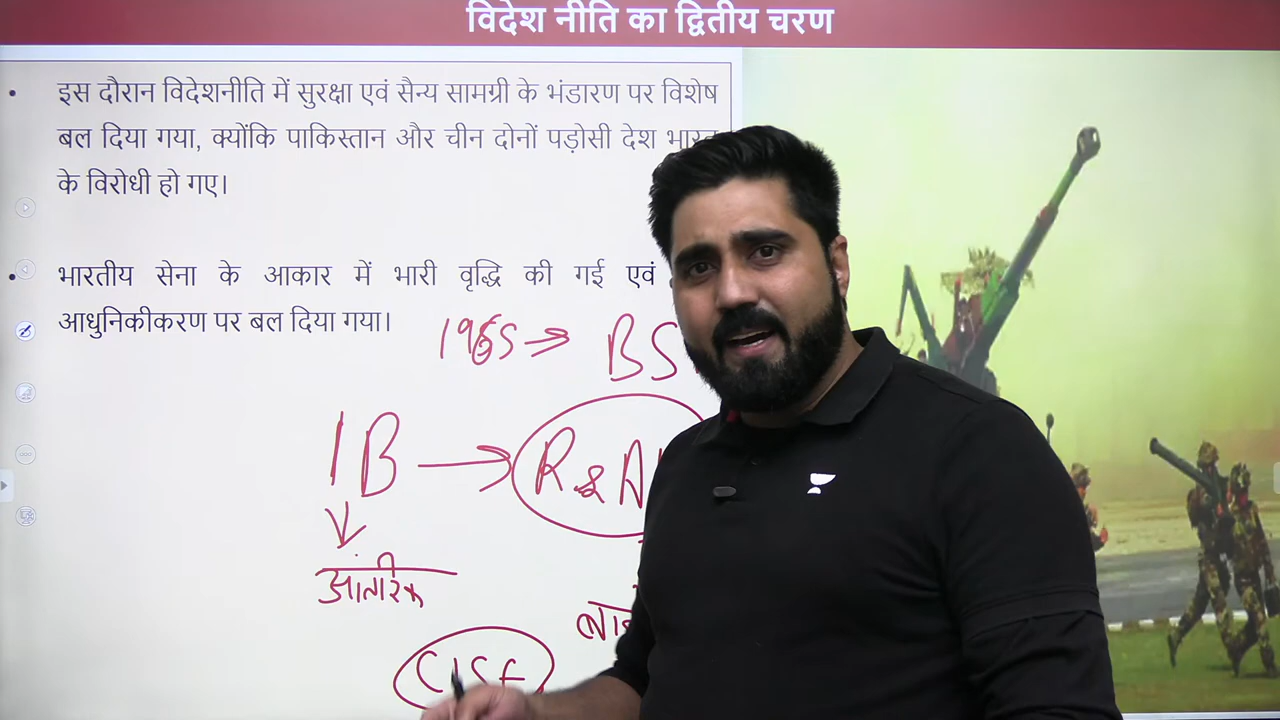 विदेश नीति का द्वितीय चरण
• इस दौरान विदेशनीति में सुरक्षा एवं सैन्य सामग्री के भंडारण पर विशेष
बल दिया गया, क्योंकि पाकिस्तान और चीन दोनों पड़ोसी देश भारत
के विरोधी हो गए।
• भारतीय सेना के आकार में भारी वृद्धि की गई एवं
आधुनिकीकरण पर बल दिया गया।
1965 → BS
IB → R & A
↓
आंतरिक
CISF